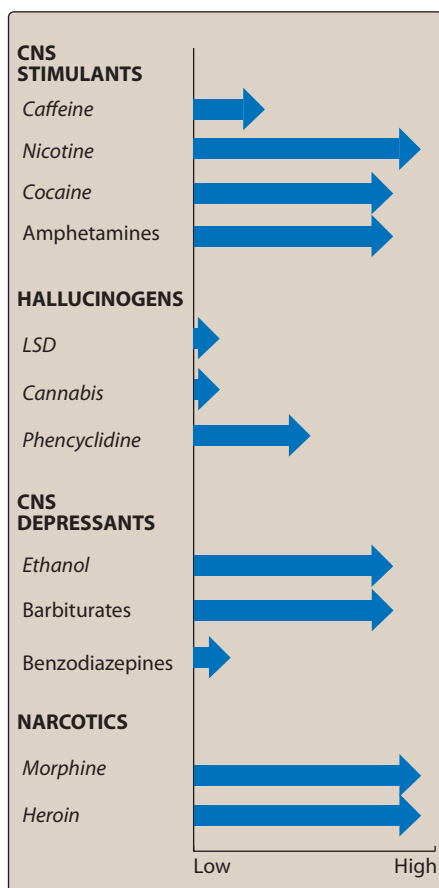 CNS
STIMULANTS
Caffeine
Nicotine
Cocaine
Amphetamines
HALLUCINOGENS
LSD
Cannabis
Phencyclidine
CNS
DEPRESSANTS
Ethanol
Barbiturates
Benzodiazepines
NARCOTICS
Morphine
Heroin
Low High